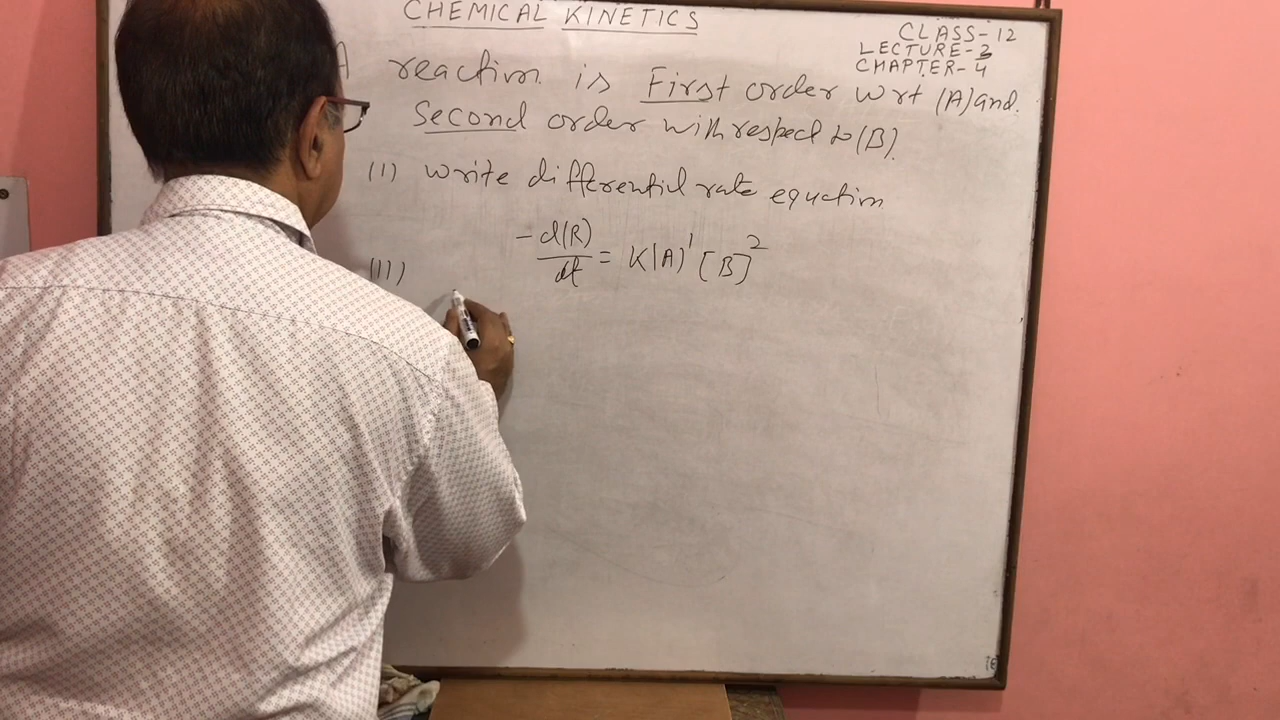 CHEMICAL KINETICS
CLASS-12
LECTURE-3
CHAPTER-4
A reaction is First order wrt (A) and
Second order with respect to (B).
(i) write differential rate equation
-d(R)/dt = K(A)¹ [B]²
(ii)